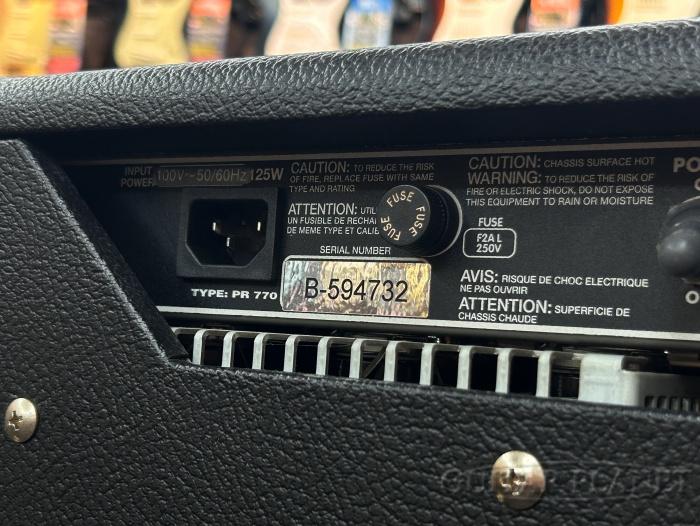 INPUT
POWER 100V~50/60Hz 125W
TYPE: PR 770
CAUTION: TO REDUCE THE RISK
OF FIRE, REPLACE FUSE WITH SAME
TYPE AND RATING
ATTENTION:
UN FUSIBLE DE
DE MEME TYPE ET
FUSE FUSE FUSE FUSE
SERIAL NUMBER
B-594732
CAUTION: CHASSIS SURFACE HOT
WARNING: TO REDUCE THE RISK OF
FIRE OR ELECTRIC SHOCK, DO NOT EXPOSE
THIS EQUIPMENT TO RAIN OR MOISTURE
FUSE
F2A L
250V
AVIS: RISQUE DE CHOC ELECTRIQUE
NE PAS OUVRIR
ATTENTION: SUPERFICIE DE
CHASSIS CHAUDE